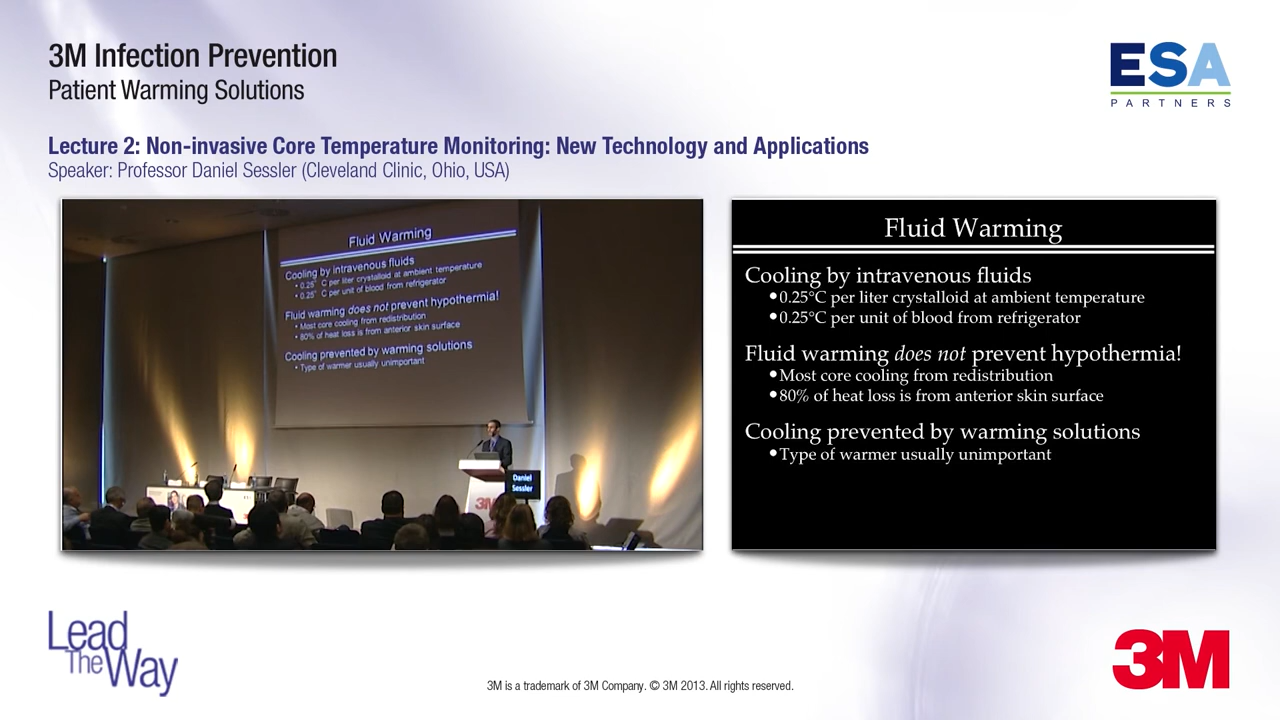 3M Infection Prevention
Patient Warming Solutions
ESA
PARTNERS
Lecture 2: Non-invasive Core Temperature Monitoring: New Technology and Applications
Speaker: Professor Daniel Sessler (Cleveland Clinic, Ohio, USA)
Fluid Warming
Cooling by intravenous fluids
• 0.25° C per liter crystalloid at ambient temperature
• 0.25° C per unit of blood from refrigerator
Fluid warming does not prevent hypothermia!
• Most core cooling from redistribution
• 80% of heat loss is from anterior skin surface
Cooling prevented by warming solutions
• Type of warmer usually unimportant
Daniel
Sessler
3M
Fluid Warming
Cooling by intravenous fluids
•0.25°C per liter crystalloid at ambient temperature
•0.25°C per unit of blood from refrigerator
Fluid warming does not prevent hypothermia!
•Most core cooling from redistribution
•80% of heat loss is from anterior skin surface
Cooling prevented by warming solutions
•Type of warmer usually unimportant
Lead
The Way
3M is a trademark of 3M Company. © 3M 2013. All rights reserved.
3M